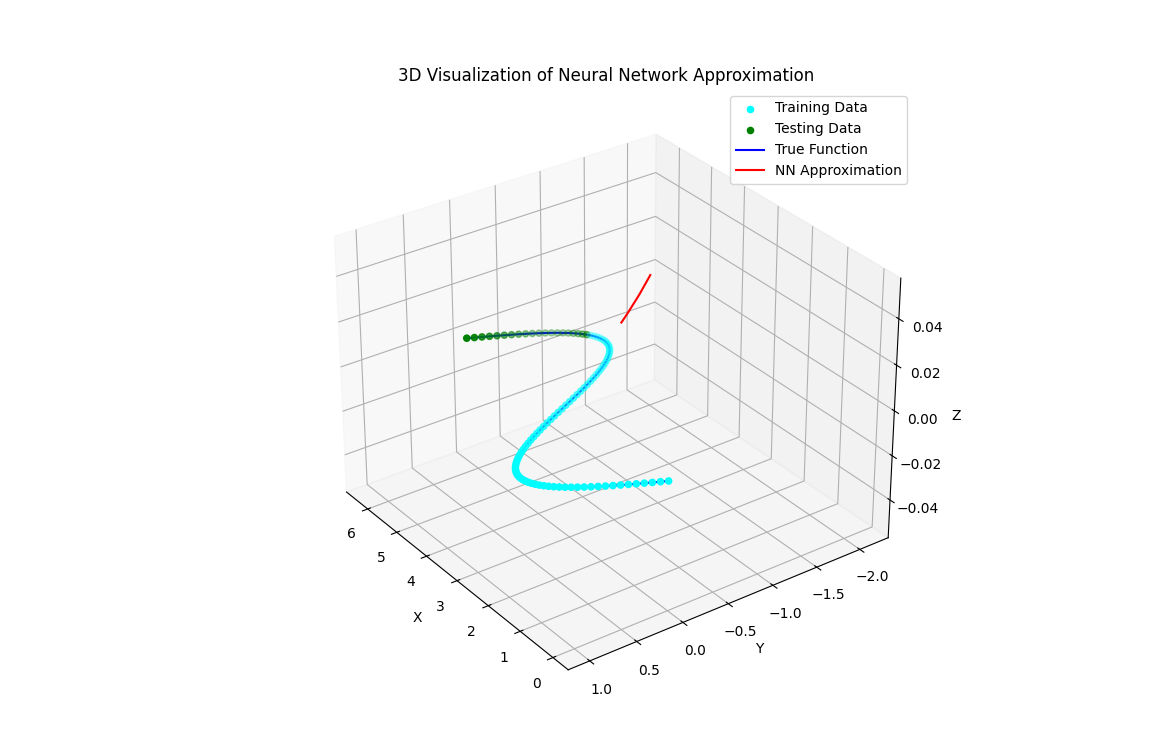 3D Visualization of Neural Network Approximation
Training Data
Testing Data
True Function
NN Approximation
0.04
0.02
0.00
−0.02
−0.04
Z
6
5
4
3
2
1
0
X
1.0
0.5
0.0
−0.5
−1.0
−1.5
−2.0
Y